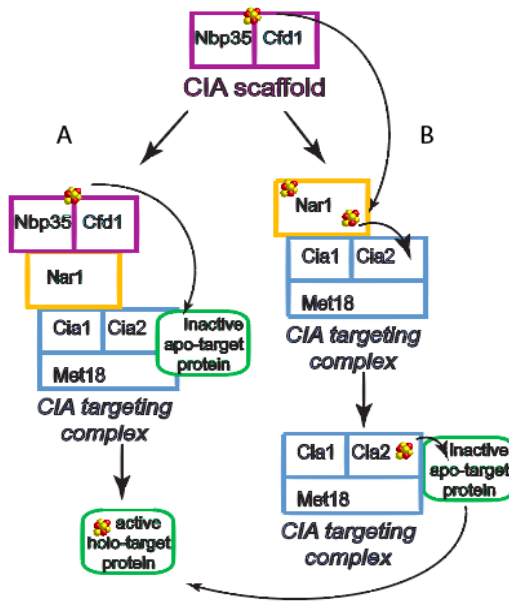 Nbp35 Cfd1
CIA scaffold
A
B
Nbp35 Cfd1
Nar1
Cia1 Cia2
Met18
Inactive
apo-target
protein
CIA targeting
complex
active
holo-target
protein
Nar1
Cia1 Cia2
Met18
CIA targeting
complex
Cia1 Cia2
Met18
Inactive
apo-target
protein
CIA targeting
complex